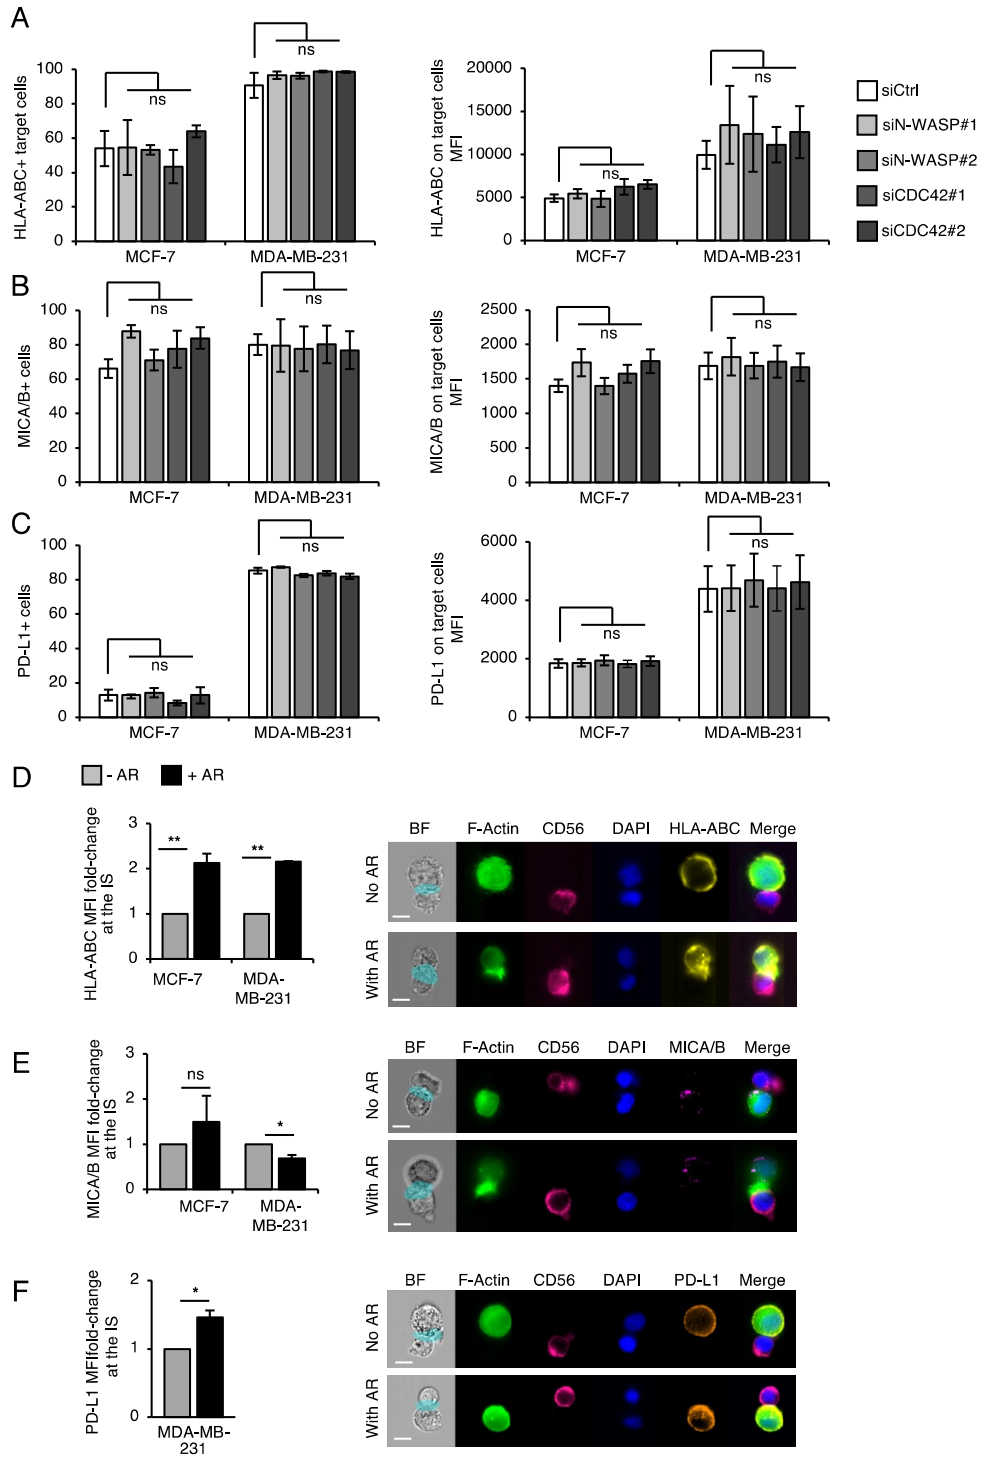 A
HLA-ABC+ target cells
100
80
60
40
20
0
ns
ns
MCF-7
MDA-MB-231
HLA-ABC on target cells
MFI
20000
15000
10000
5000
0
ns
ns
MCF-7
MDA-MB-231
siCtrl
siN-WASP#1
siN-WASP#2
siCDC42#1
siCDC42#2
B
MICA/B+ cells
100
80
60
40
20
0
ns
ns
MCF-7
MDA-MB-231
MICA/B on target cells
MFI
2500
2000
1500
1000
500
0
ns
ns
MCF-7
MDA-MB-231
C
PD-L1+ cells
100
80
60
40
20
0
ns
ns
MCF-7
MDA-MB-231
PD-L1 on target cells
MFI
6000
4000
2000
0
ns
ns
MCF-7
MDA-MB-231
D
- AR
+ AR
HLA-ABC MFI fold-change
at the IS
3
2
1
0
**
**
MCF-7
MDA-
MB-231
BF F-Actin CD56 DAPI HLA-ABC Merge
No AR
With AR
E
MICA/B MFI fold-change
at the IS
3
2
1
0
ns
*
MCF-7
MDA-
MB-231
BF F-Actin CD56 DAPI MICA/B Merge
No AR
With AR
F
PD-L1 MFIfold-change
at the IS
2
1
0
*
MDA-MB-
231
BF F-Actin CD56 DAPI PD-L1 Merge
No AR
With AR